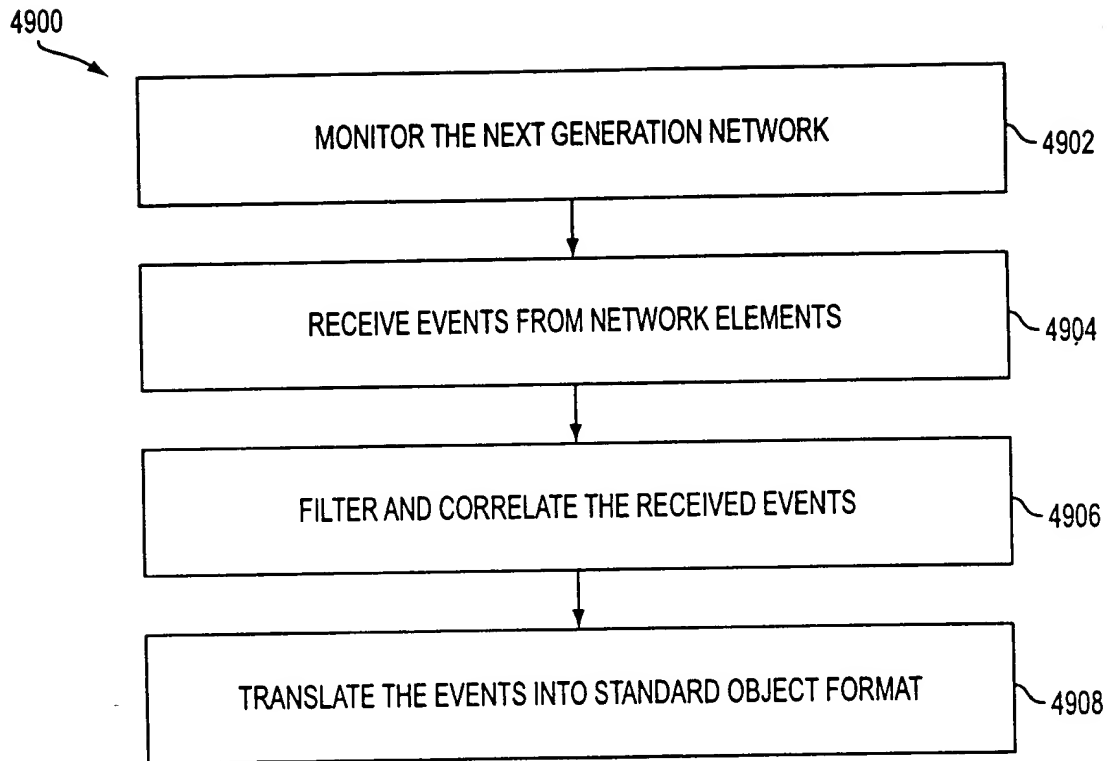 4900
MONITOR THE NEXT GENERATION NETWORK
4902
RECEIVE EVENTS FROM NETWORK ELEMENTS
4904
FILTER AND CORRELATE THE RECEIVED EVENTS
4906
TRANSLATE THE EVENTS INTO STANDARD OBJECT FORMAT
4908